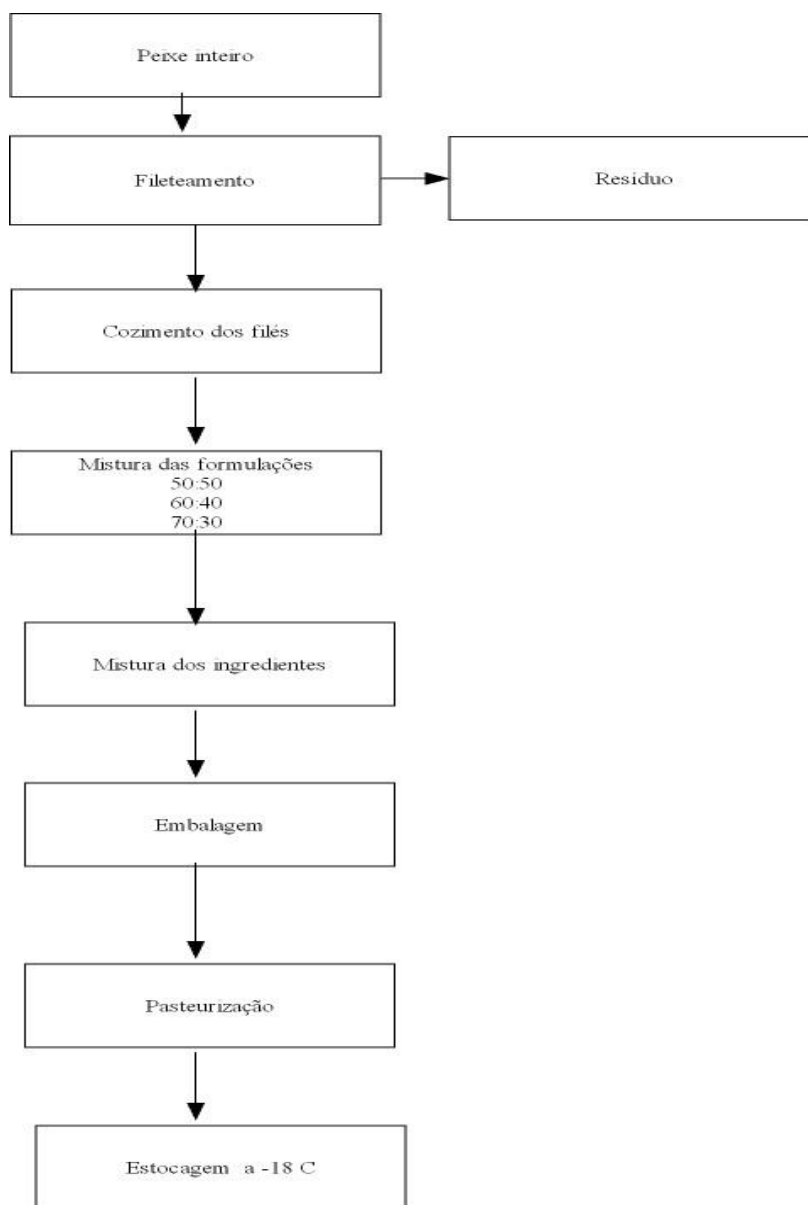 Peixe inteiro
Fileteamento
Resíduo
Cozimento dos filés
Mistura das formulações
50:50
60:40
70:30
Mistura dos ingredientes
Embalagem
Pasteurização
Estocagem a -18 C